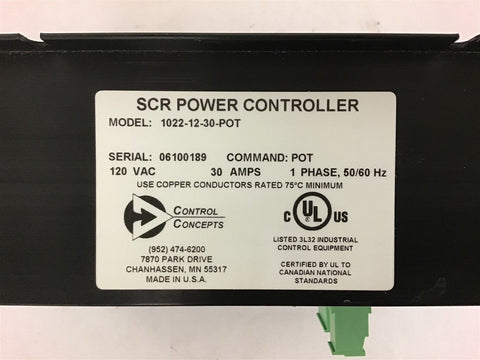 SCR POWER CONTROLLER
MODEL: 1022-12-30-POT
SERIAL: 06100189 COMMAND: POT
120 VAC 30 AMPS 1 PHASE, 50/60 Hz
USE COPPER CONDUCTORS RATED 75°C MINIMUM
CONTROL
CONCEPTS
(952) 474-6200
7870 PARK DRIVE
CHANHASSEN, MN 55317
MADE IN U.S.A.
C UL US
LISTED 3L32 INDUSTRIAL
CONTROL EQUIPMENT
CERTIFIED BY UL TO
CANADIAN NATIONAL
STANDARDS